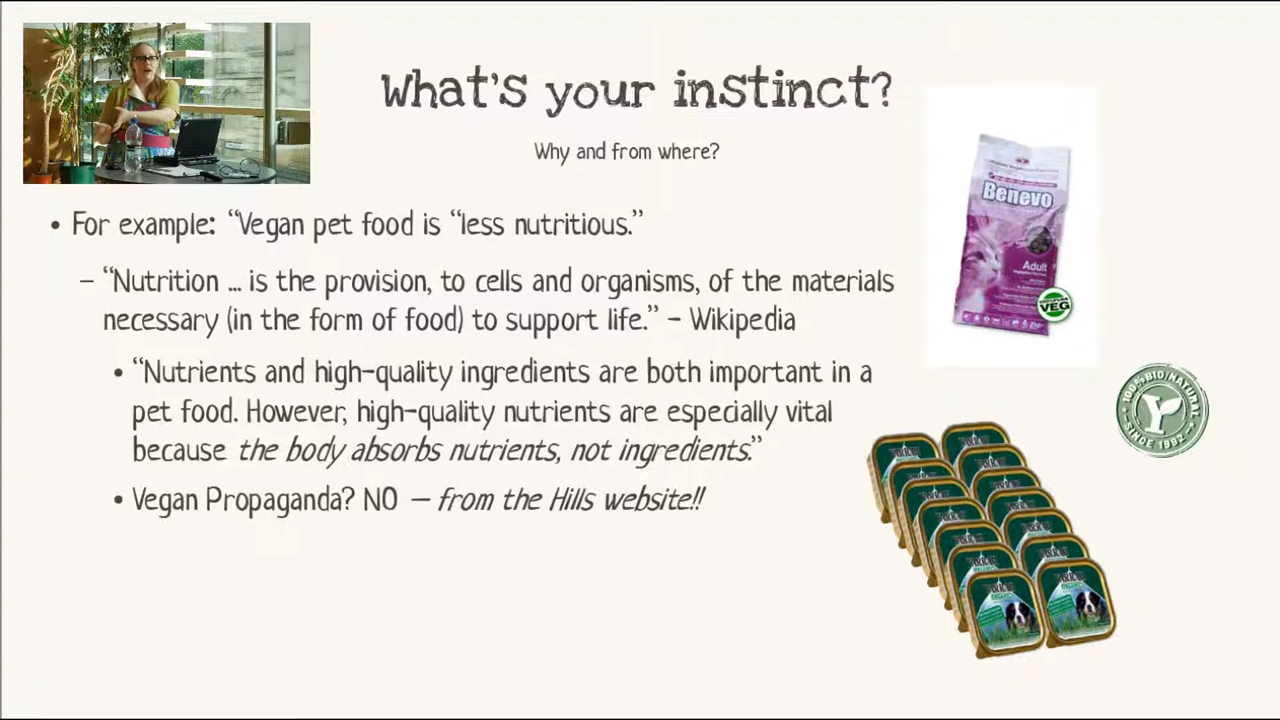 What's your instinct?
Why and from where?
• For example: “Vegan pet food is “less nutritious.”
– “Nutrition ... is the provision, to cells and organisms, of the materials
necessary (in the form of food) to support life.” – Wikipedia
• “Nutrients and high-quality ingredients are both important in a
pet food. However, high-quality nutrients are especially vital
because the body absorbs nutrients, not ingredients.”
• Vegan Propaganda? NO – from the Hills website!!
Benevo
Adult
VEG
100% BIO/NATURAL
Y
SINCE 1992